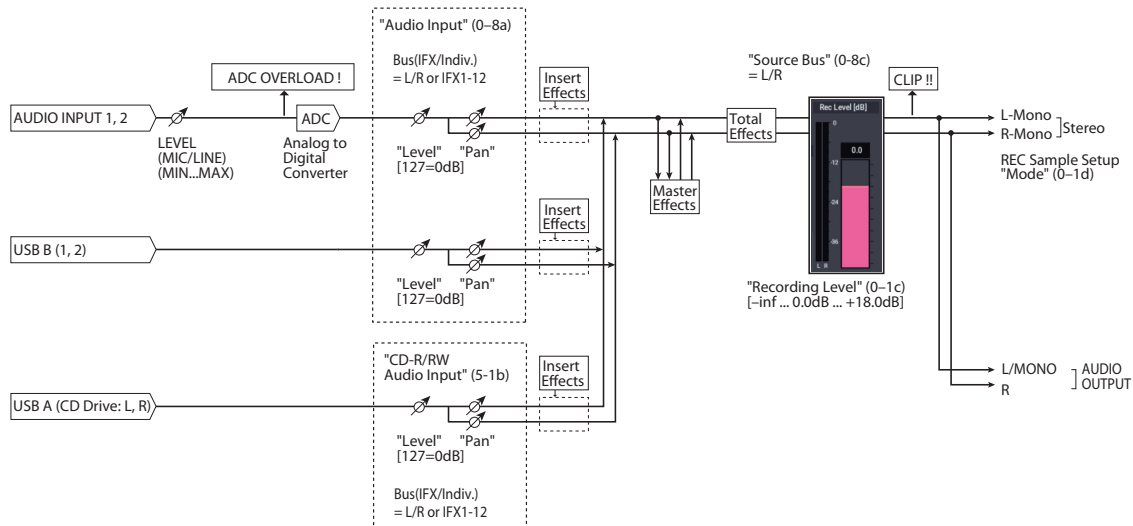 "Audio Input" (0–8a)
Bus(IFX/Indiv.)
= L/R or IFX1-12
ADC OVERLOAD !
AUDIO INPUT 1, 2
LEVEL
(MIC/LINE)
(MIN...MAX)
ADC
Analog to
Digital
Converter
"Level"
[127=0dB]
"Pan"
Insert
Effects
Master
Effects
Total
Effects
"Source Bus" (0-8c)
= L/R
CLIP !!
Rec Level [dB]
0
0.0
-12
-24
-36
L R
"Recording Level" (0–1c)
[–inf ... 0.0dB ... +18.0dB]
L-Mono
R-Mono
Stereo
REC Sample Setup
"Mode" (0–1d)
USB B (1, 2)
"Level"
[127=0dB]
"Pan"
Insert
Effects
"CD-R/RW
Audio Input" (5-1b)
USB A (CD Drive: L, R)
"Level"
[127=0dB]
"Pan"
Bus(IFX/Indiv.)
= L/R or IFX1-12
Insert
Effects
L/MONO
R
AUDIO
OUTPUT